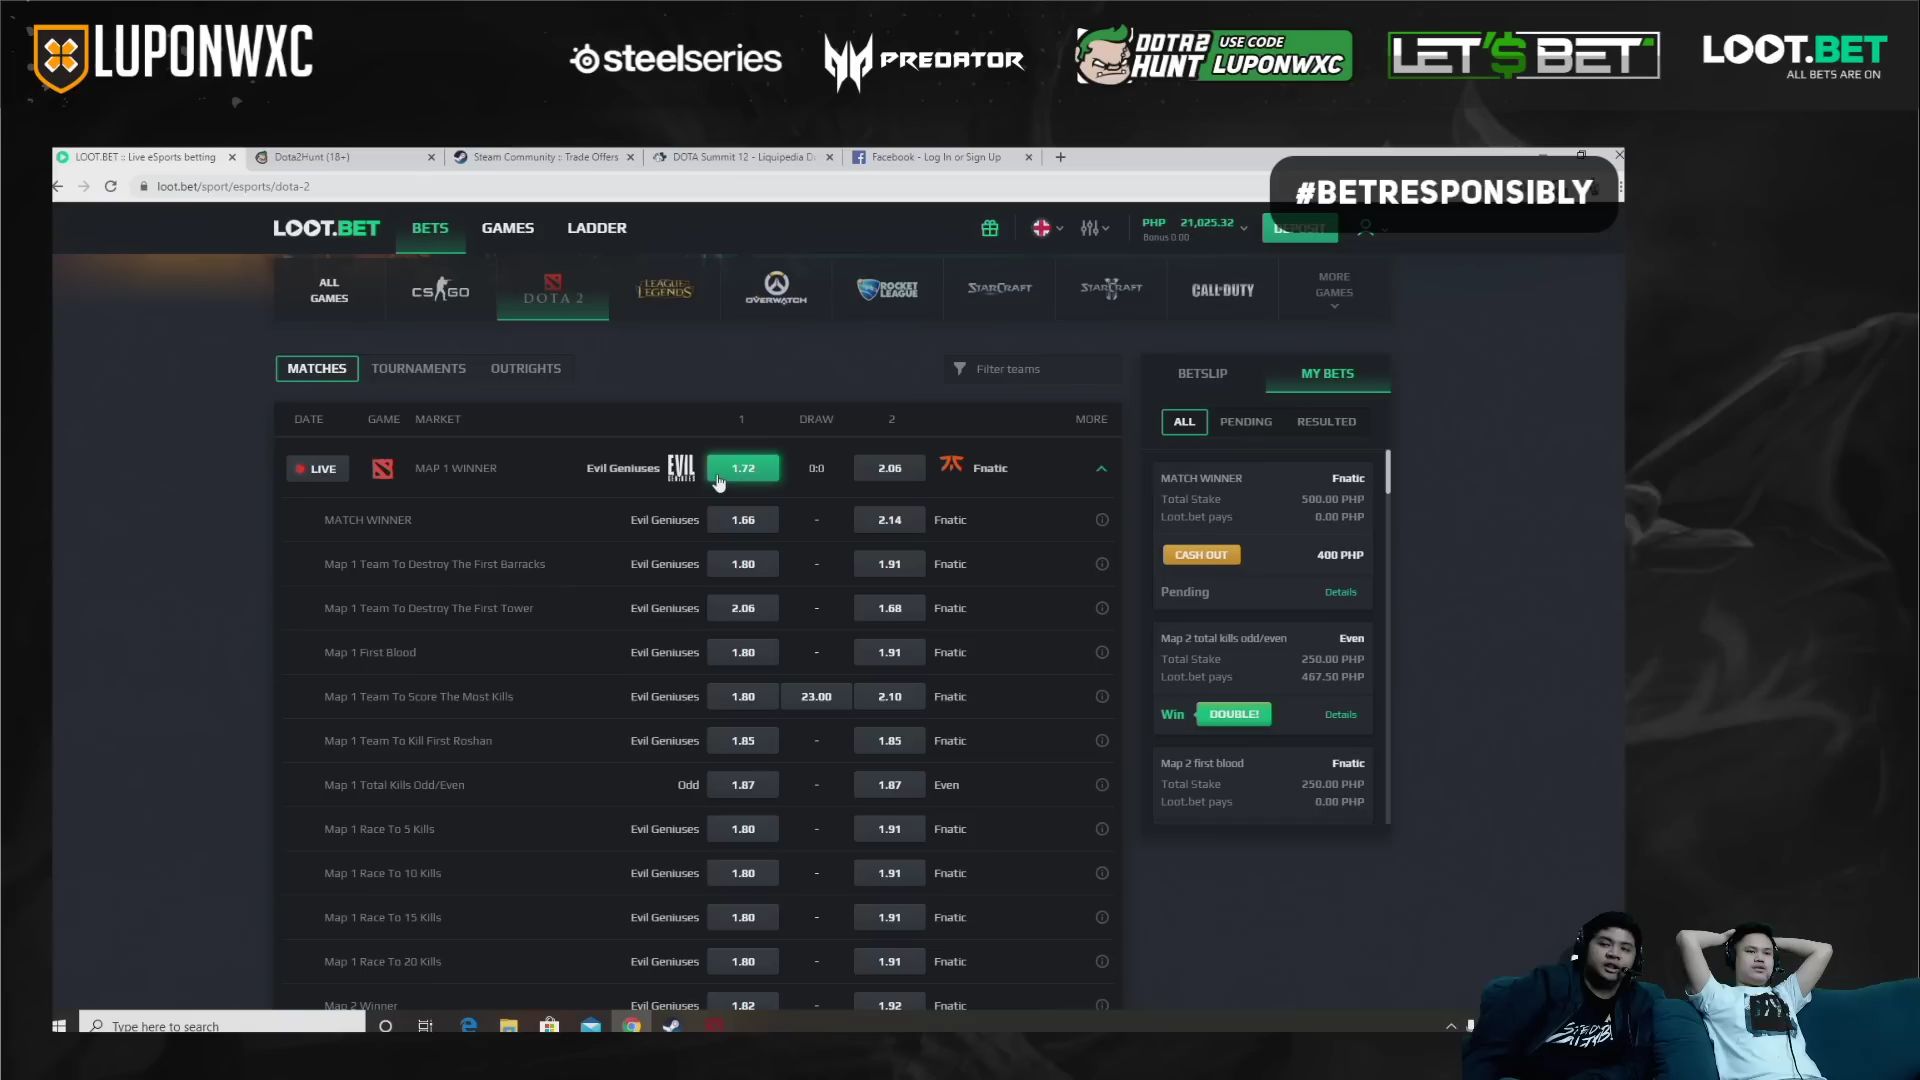 LUPONWXC
steelseries
PREDATOR
DOTA2 HUNT
USE CODE LUPONWXC
LET'$ BET
LOOT.BET
ALL BETS ARE ON
LOOT.BET :: Live eSports betting
Dota2Hunt (18+)
Steam Community :: Trade Offers
DOTA Summit 12 - Liquipedia D
Facebook - Log In or Sign Up
loot.bet/sport/esports/dota-2
#BETRESPONSIBLY
LOOT.BET
BETS
GAMES
LADDER
PHP 21,025.32
Bonus 0.00
DEPOSIT
ALL GAMES
CS GO
DOTA 2
LEAGUE LEGENDS
OVERWATCH
ROCKET LEAGUE
STARCRAFT
STARCRAFT
CALL OF DUTY
MORE GAMES
MATCHES
TOURNAMENTS
OUTRIGHTS
Filter teams
DATE GAME MARKET 1 DRAW 2 MORE
LIVE MAP 1 WINNER Evil Geniuses EVIL GENIUSES 1.72 0:0 2.06 Fnatic
MATCH WINNER Evil Geniuses 1.66 - 2.14 Fnatic
Map 1 Team To Destroy The First Barracks Evil Geniuses 1.80 - 1.91 Fnatic
Map 1 Team To Destroy The First Tower Evil Geniuses 2.06 - 1.68 Fnatic
Map 1 First Blood Evil Geniuses 1.80 - 1.91 Fnatic
Map 1 Team To Score The Most Kills Evil Geniuses 1.80 23.00 2.10 Fnatic
Map 1 Team To Kill First Roshan Evil Geniuses 1.85 - 1.85 Fnatic
Map 1 Total Kills Odd/Even Odd 1.87 - 1.87 Even
Map 1 Race To 5 Kills Evil Geniuses 1.80 - 1.91 Fnatic
Map 1 Race To 10 Kills Evil Geniuses 1.80 - 1.91 Fnatic
Map 1 Race To 15 Kills Evil Geniuses 1.80 - 1.91 Fnatic
Map 1 Race To 20 Kills Evil Geniuses 1.80 - 1.91 Fnatic
Map 2 Winner Evil Geniuses 1.82 - 1.92 Fnatic
BETSLIP
MY BETS
ALL
PENDING
RESULTED
MATCH WINNER Fnatic
Total Stake 500.00 PHP
Loot.bet pays 0.00 PHP
CASH OUT 400 PHP
Pending Details
Map 2 total kills odd/even Even
Total Stake 250.00 PHP
Loot.bet pays 467.50 PHP
Win DOUBLE! Details
Map 2 first blood Fnatic
Total Stake 250.00 PHP
Loot.bet pays 0.00 PHP
Type here to search